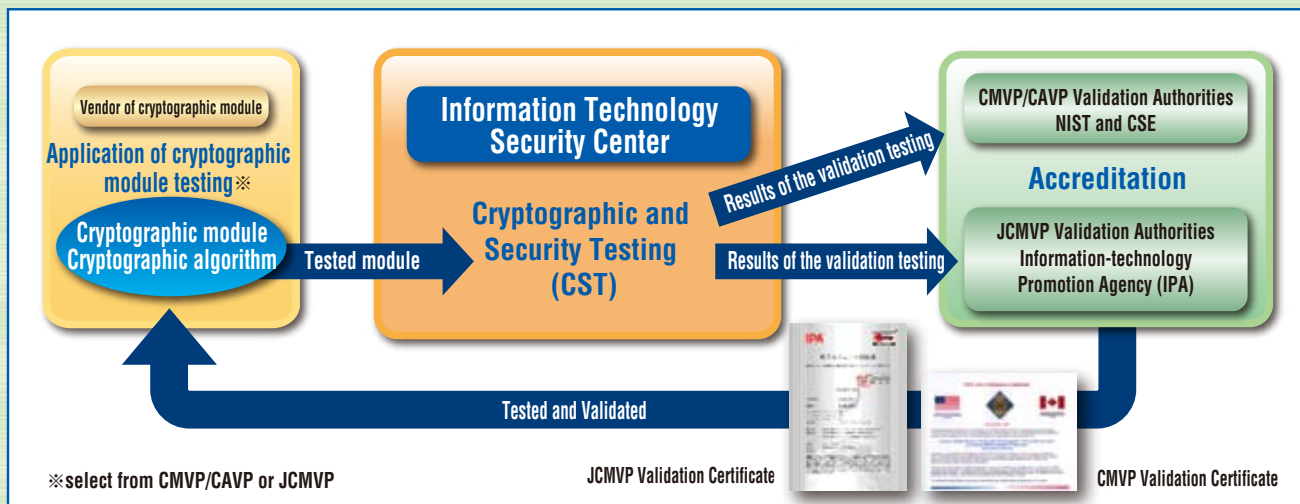 Vendor of cryptographic module
Application of cryptographic
module testing※
Cryptographic module
Cryptographic algorithm
Tested module
Information Technology
Security Center
Cryptographic and
Security Testing
(CST)
Results of the validation testing
Results of the validation testing
CMVP/CAVP Validation Authorities
NIST and CSE
Accreditation
JCMVP Validation Authorities
Information-technology
Promotion Agency (IPA)
Tested and Validated
IPA
JCMVP Validation Certificate
CMVP Validation Certificate
※select from CMVP/CAVP or JCMVP